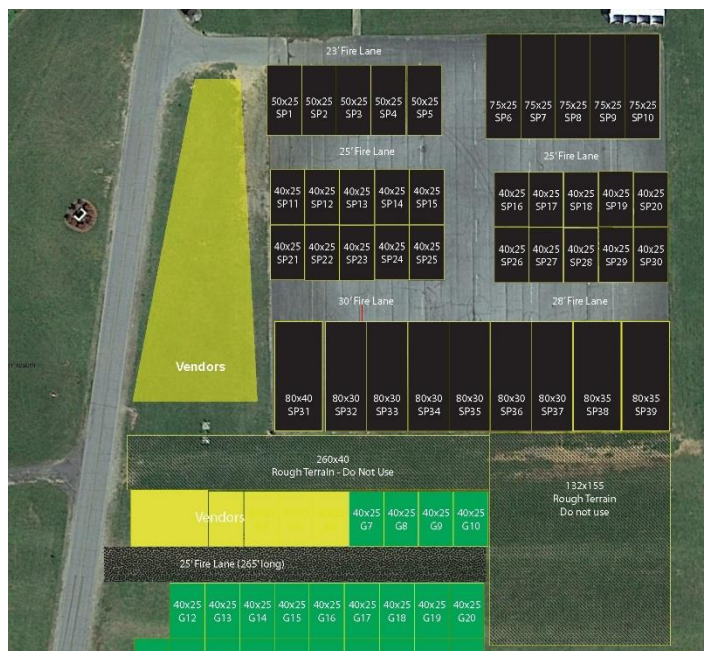 23' Fire Lane
50x25 50x25 50x25 50x25 50x25
SP1 SP2 SP3 SP4 SP5
75x25 75x25 75x25 75x25 75x25
SP6 SP7 SP8 SP9 SP10
25' Fire Lane
25' Fire Lane
40x25 40x25 40x25 40x25 40x25
SP11 SP12 SP13 SP14 SP15
40x25 40x25 40x25 40x25 40x25
SP16 SP17 SP18 SP19 SP20
40x25 40x25 40x25 40x25 40x25
SP21 SP22 SP23 SP24 SP25
40x25 40x25 40x25 40x25 40x25
SP26 SP27 SP28 SP29 SP30
30' Fire Lane
28' Fire Lane
Vendors
80x40 80x30 80x30 80x30 80x30 80x30 80x30 80x35 80x35
SP31 SP32 SP33 SP34 SP35 SP36 SP37 SP38 SP39
260x40
Rough Terrain - Do Not Use
132x155
Rough Terrain
Do not use
Vendors
40x25 40x25 40x25 40x25
G7 G8 G9 G10
25' Fire Lane (265' long)
40x25 40x25 40x25 40x25 40x25 40x25 40x25 40x25 40x25
G12 G13 G14 G15 G16 G17 G18 G19 G20